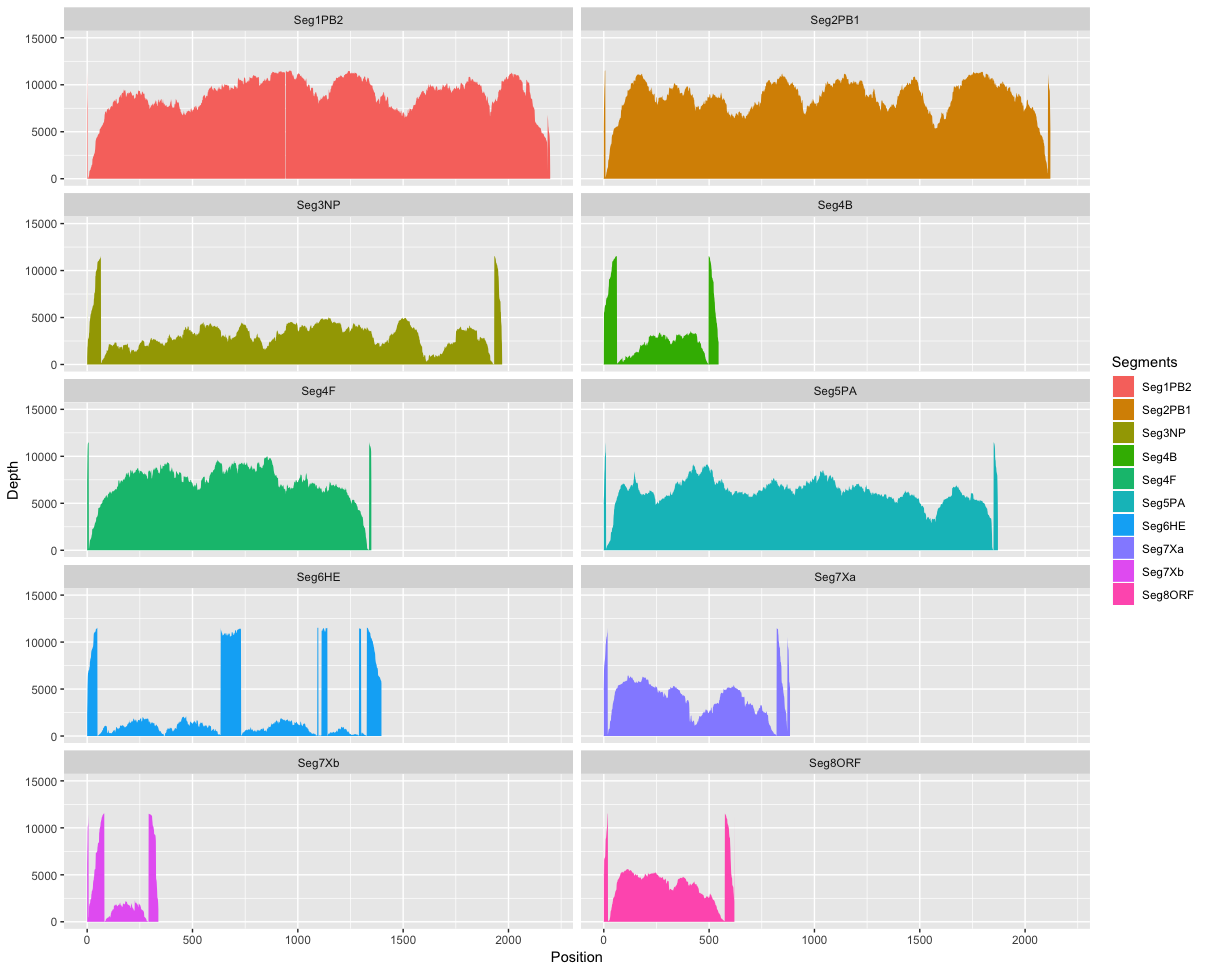 Seg1PB2 Seg2PB1
15000
10000
5000
0
Seg3NP Seg4B
15000
10000
5000
0
Seg4F Seg5PA
15000
10000
5000
0
Seg6HE Seg7Xa
15000
10000
5000
0
Seg7Xb Seg8ORF
15000
10000
5000
0
0 500 1000 1500 2000 0 500 1000 1500 2000
Position
Depth
Segments
Seg1PB2
Seg2PB1
Seg3NP
Seg4B
Seg4F
Seg5PA
Seg6HE
Seg7Xa
Seg7Xb
Seg8ORF